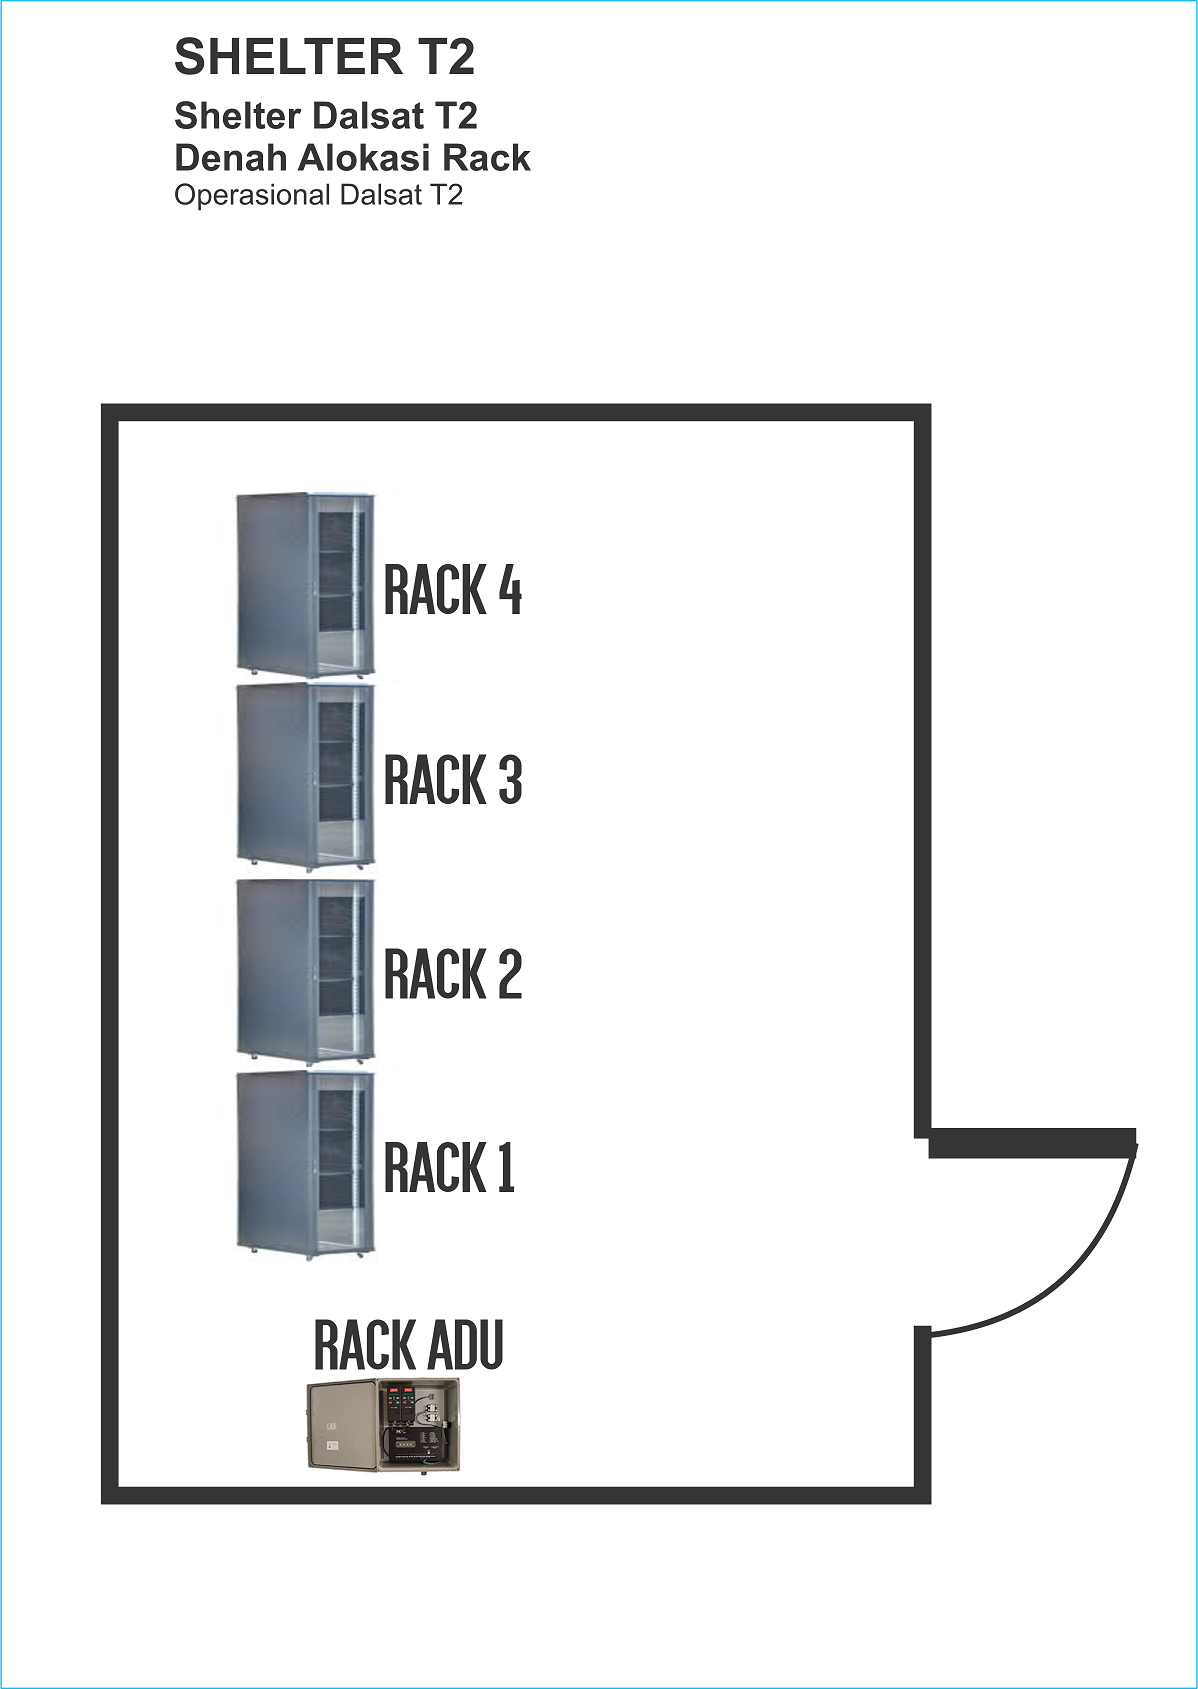 SHELTER T2
Shelter Dalsat T2
Denah Alokasi Rack
Operasional Dalsat T2
RACK 4
RACK 3
RACK 2
RACK 1
RACK ADU